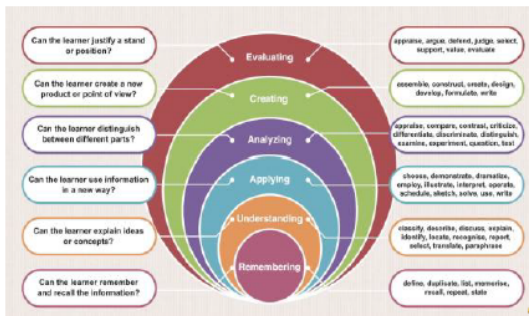 Can the learner justify a stand
or position?
Evaluating
appraise, argue, defend, judge, select,
support, value, evaluate
Can the learner create a new
product or point of view?
Creating
assemble, construct, create, design,
develop, formulate, write
Can the learner distinguish
between different parts?
Analyzing
appraise, compare, contrast, criticize,
differentiate, discriminate, distinguish,
examine, experiment, question, test
Can the learner use information
in a new way?
Applying
choose, demonstrate, dramatize,
employ, illustrate, interpret, operate,
schedule, sketch, solve, use, write
Can the learner explain ideas
or concepts?
Understanding
classify, describe, discuss, explain,
identify, locate, recognise, report,
select, translate, paraphrase
Can the learner remember
and recall the information?
Remembering
define, duplicate, list, memorise,
recall, repeat, state